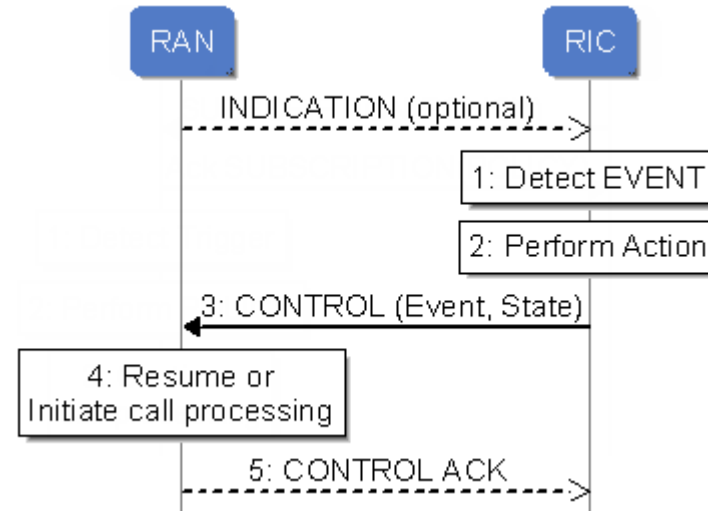 RAN
RIC
INDICATION (optional)
1: Detect EVENT
2: Perform Action
3: CONTROL (Event, State)
4: Resume or
Initiate call processing
5: CONTROL ACK